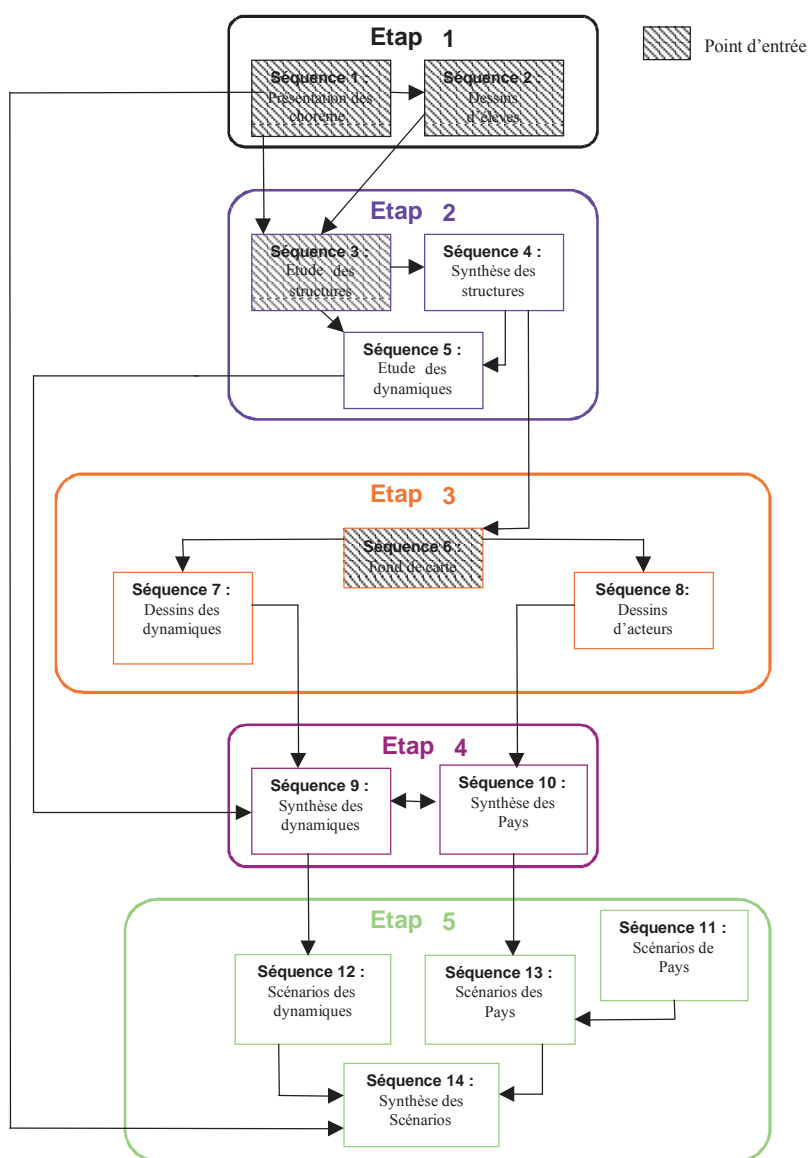 Etap 1
Point d’entrée
Séquence 1 :
Présentation des
chorème
Séquence 2 :
Dessins
d’élèves
Etap 2
Séquence 3 :
Etude des
structures
Séquence 4 :
Synthèse des
structures
Séquence 5 :
Etude des
dynamiques
Etap 3
Séquence 6 :
Fond de carte
Séquence 7 :
Dessins des
dynamiques
Séquence 8:
Dessins
d’acteurs
Etap 4
Séquence 9 :
Synthèse des
dynamiques
Séquence 10 :
Synthèse des
Pays
Etap 5
Séquence 11 :
Scénarios de
Pays
Séquence 12 :
Scénarios des
dynamiques
Séquence 13 :
Scénarios des
Pays
Séquence 14 :
Synthèse des
Scénarios